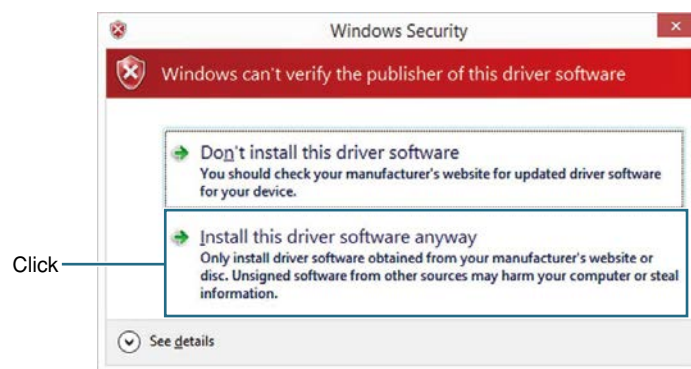 Windows Security
Windows can't verify the publisher of this driver software
Don't install this driver software
You should check your manufacturer's website for updated driver software
for your device.
Install this driver software anyway
Click
Only install driver software obtained from your manufacturer's website or
disc. Unsigned software from other sources may harm your computer or steal
information.
See details